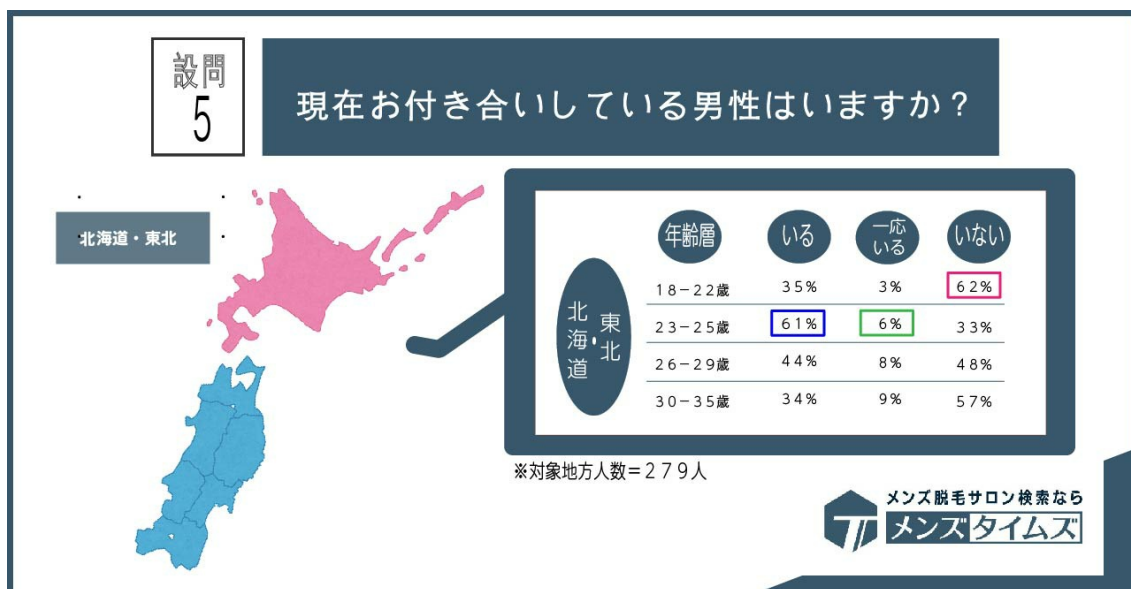 設問
5
現在お付き合いしている男性はいますか?
北海道・東北
北海道・東北
年齢層 いる 一応いる いない
18-22歳 35% 3% 62%
23-25歳 61% 6% 33%
26-29歳 44% 8% 48%
30-35歳 34% 9% 57%
※対象地方人数=279人
メンズ脱毛サロン検索なら
メンズタイムズ